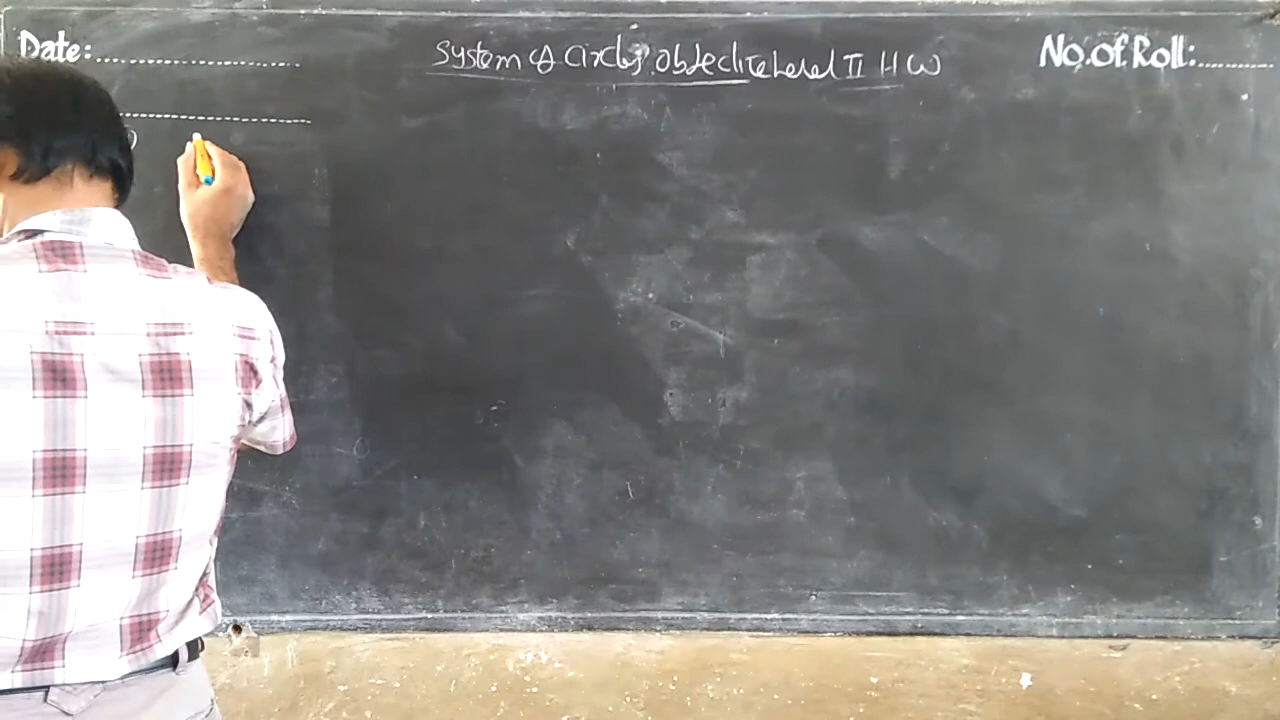 Date:
System of Circles objective Level II HW
No.of.Roll: